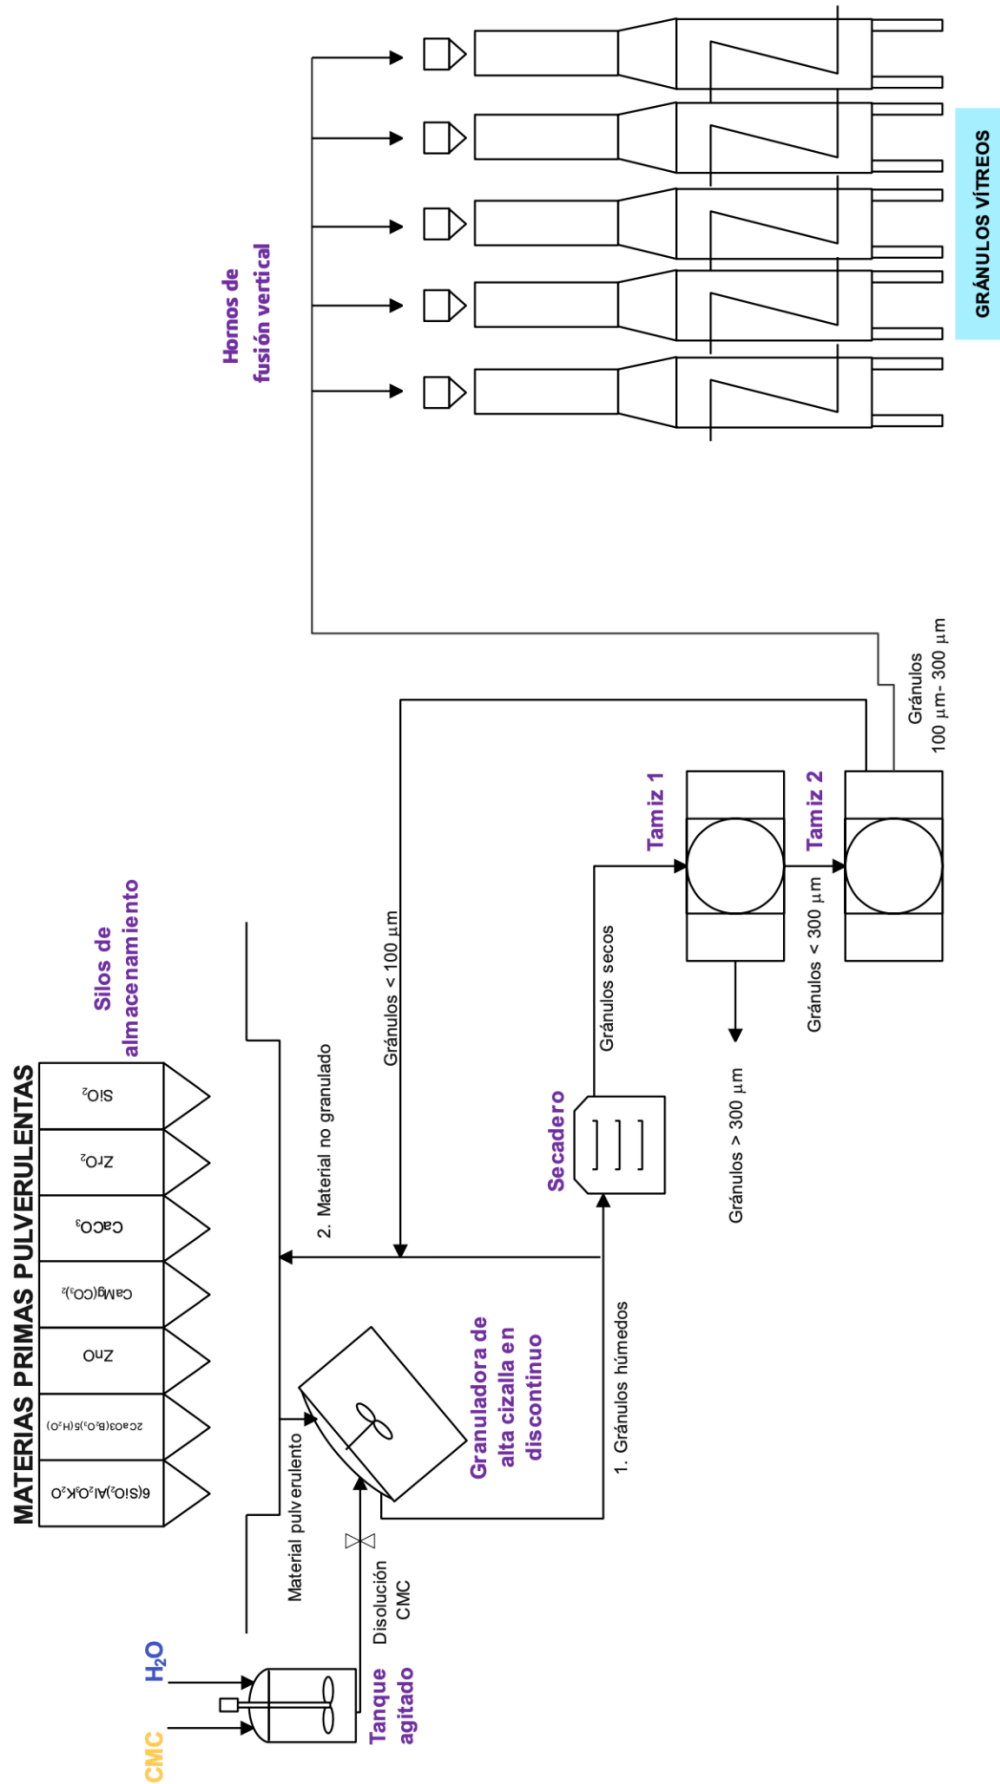 MATERIAS PRIMAS PULVERULENTAS
6(SiO₂)Al₂O₃K₂O
2CaO3(B₂O₃)5(H₂O)
ZnO
CaMg(CO₃)₂
CaCO₃
ZrO₂
SiO₂
Silos de
almacenamiento
CMC
H₂O
Tanque
agitado
Disolución
CMC
Material pulverulento
Granuladora de
alta cizalla en
discontinuo
2. Material no granulado
Gránulos < 100 µm
1. Gránulos húmedos
Secadero
Gránulos secos
Tamiz 1
Gránulos > 300 µm
Gránulos < 300 µm
Tamiz 2
Gránulos
100 µm- 300 µm
Hornos de
fusión vertical
GRÁNULOS VÍTREOS